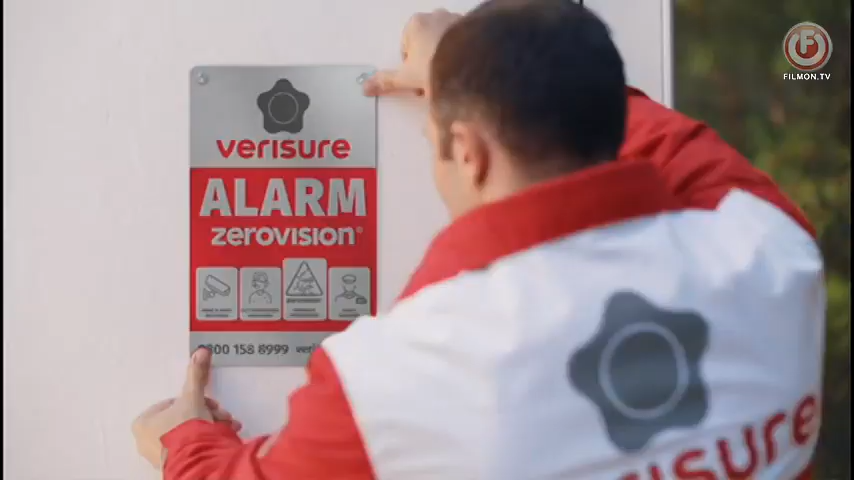 FILMON.TV
verisure
ALARM
zerovision®
0800 158 8999
verisure